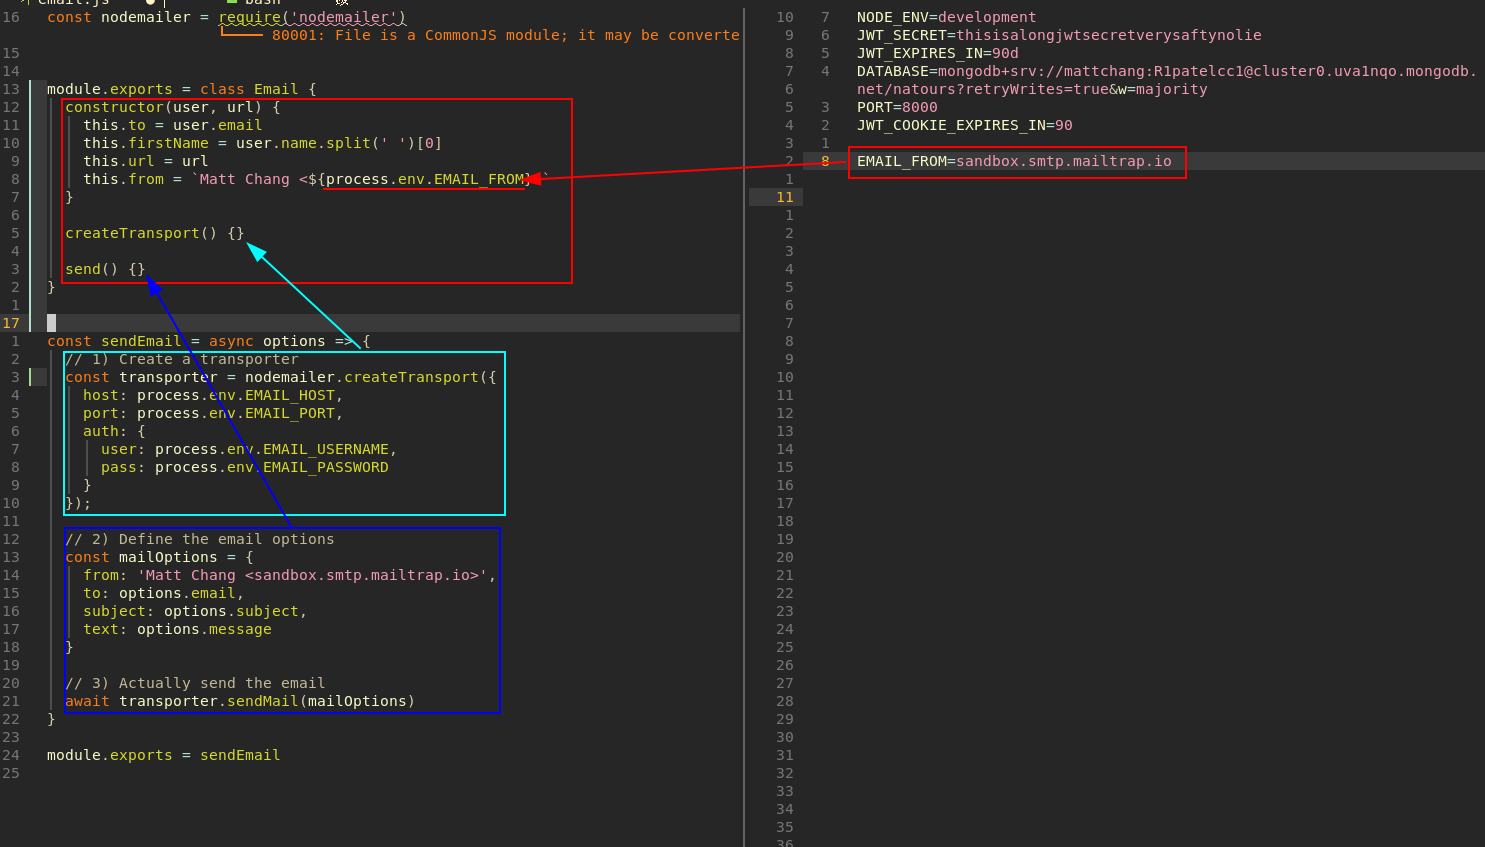 email.js bash
16 const nodemailer = require('nodemailer')
80001: File is a CommonJS module; it may be converte
15
14
13 module.exports = class Email {
12 constructor(user, url) {
11 this.to = user.email
10 this.firstName = user.name.split(' ')[0]
9 this.url = url
8 this.from = `Matt Chang <${process.env.EMAIL_FROM} `
7 }
6
5 createTransport() {}
4
3 send() {}
2 }
1
17
1 const sendEmail = async options => {
2 // 1) Create a transporter
3 const transporter = nodemailer.createTransport({
4 host: process.env.EMAIL_HOST,
5 port: process.env.EMAIL_PORT,
6 auth: {
7 user: process.env.EMAIL_USERNAME,
8 pass: process.env.EMAIL_PASSWORD
9 }
10 });
11
12 // 2) Define the email options
13 const mailOptions = {
14 from: 'Matt Chang <sandbox.smtp.mailtrap.io>',
15 to: options.email,
16 subject: options.subject,
17 text: options.message
18 }
19
20 // 3) Actually send the email
21 await transporter.sendMail(mailOptions)
22 }
23
24 module.exports = sendEmail
25
10 7 NODE_ENV=development
9 6 JWT_SECRET=thisisalongjwtsecretverysaftynolie
8 5 JWT_EXPIRES_IN=90d
7 4 DATABASE=mongodb+srv://mattchang:R1patelcc1@cluster0.uva1nqo.mongodb.
6 net/natours?retryWrites=true&w=majority
5 3 PORT=8000
4 2 JWT_COOKIE_EXPIRES_IN=90
3 1
2 8 EMAIL_FROM=sandbox.smtp.mailtrap.io
1
11
1
2
3
4
5
6
7
8
9
10
11
12
13
14
15
16
17
18
19
20
21
22
23
24
25
26
27
28
29
30
31
32
33
34
35
36